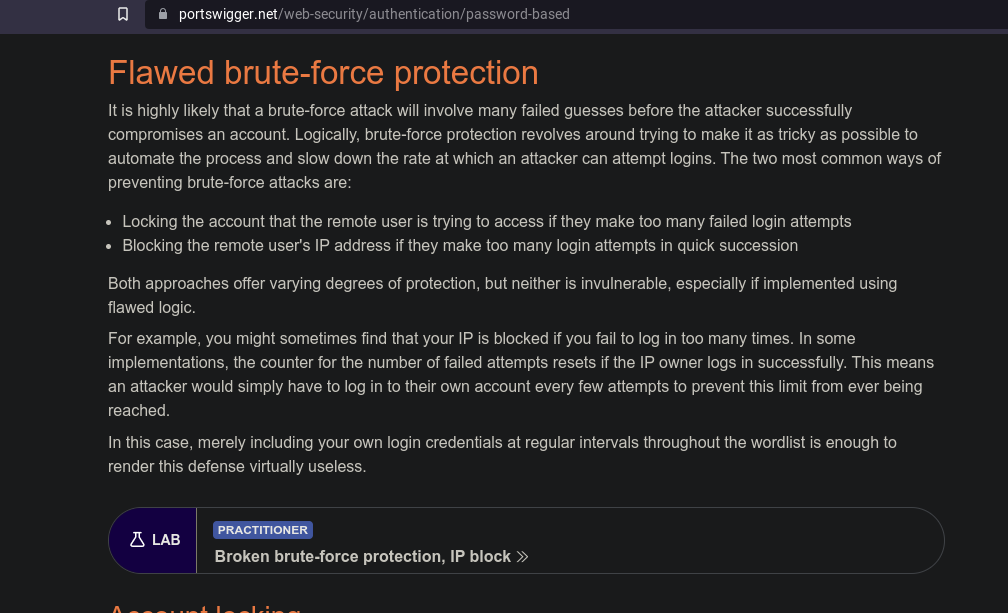 portswigger.net/web-security/authentication/password-based
Flawed brute-force protection
It is highly likely that a brute-force attack will involve many failed guesses before the attacker successfully
compromises an account. Logically, brute-force protection revolves around trying to make it as tricky as possible to
automate the process and slow down the rate at which an attacker can attempt logins. The two most common ways of
preventing brute-force attacks are:
• Locking the account that the remote user is trying to access if they make too many failed login attempts
• Blocking the remote user's IP address if they make too many login attempts in quick succession
Both approaches offer varying degrees of protection, but neither is invulnerable, especially if implemented using
flawed logic.
For example, you might sometimes find that your IP is blocked if you fail to log in too many times. In some
implementations, the counter for the number of failed attempts resets if the IP owner logs in successfully. This means
an attacker would simply have to log in to their own account every few attempts to prevent this limit from ever being
reached.
In this case, merely including your own login credentials at regular intervals throughout the wordlist is enough to
render this defense virtually useless.
LAB
PRACTITIONER
Broken brute-force protection, IP block
Account locking